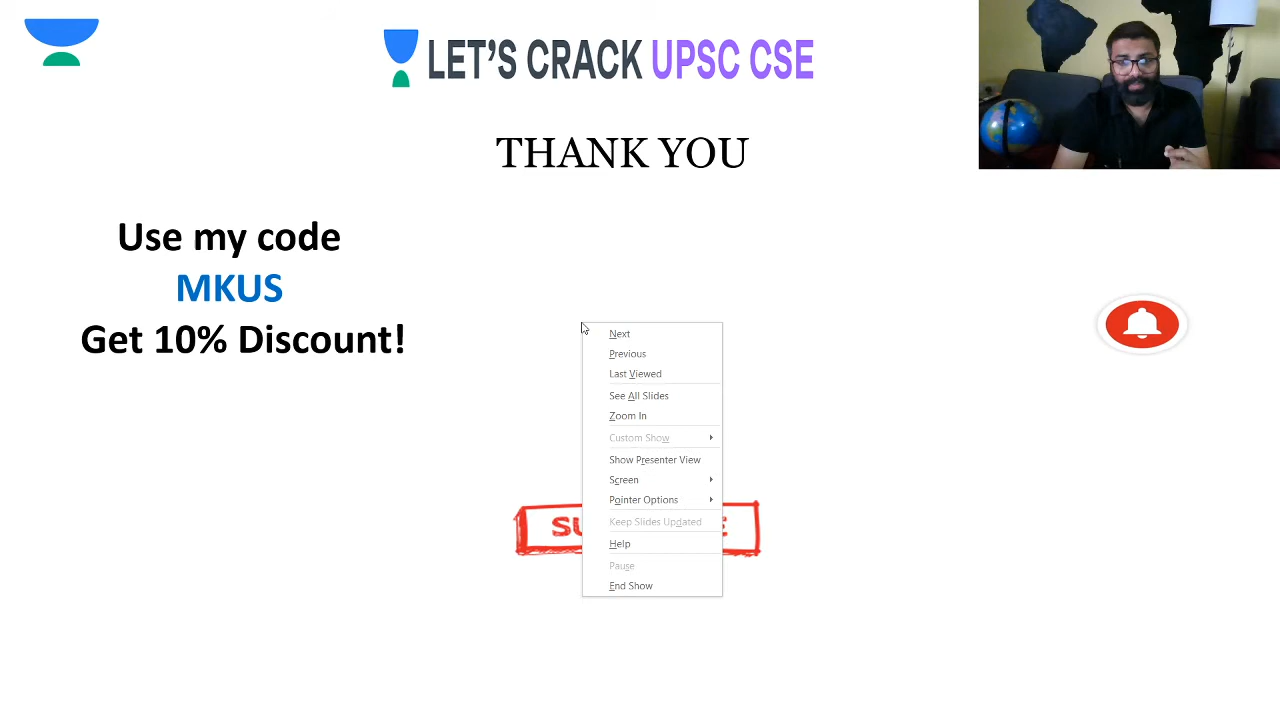 LET'S CRACK UPSC CSE
THANK YOU
Use my code
MKUS
Get 10% Discount!
Next
Previous
Last Viewed
See All Slides
Zoom In
Custom Show
Show Presenter View
Screen
Pointer Options
Keep Slides Updated
Help
Pause
End Show